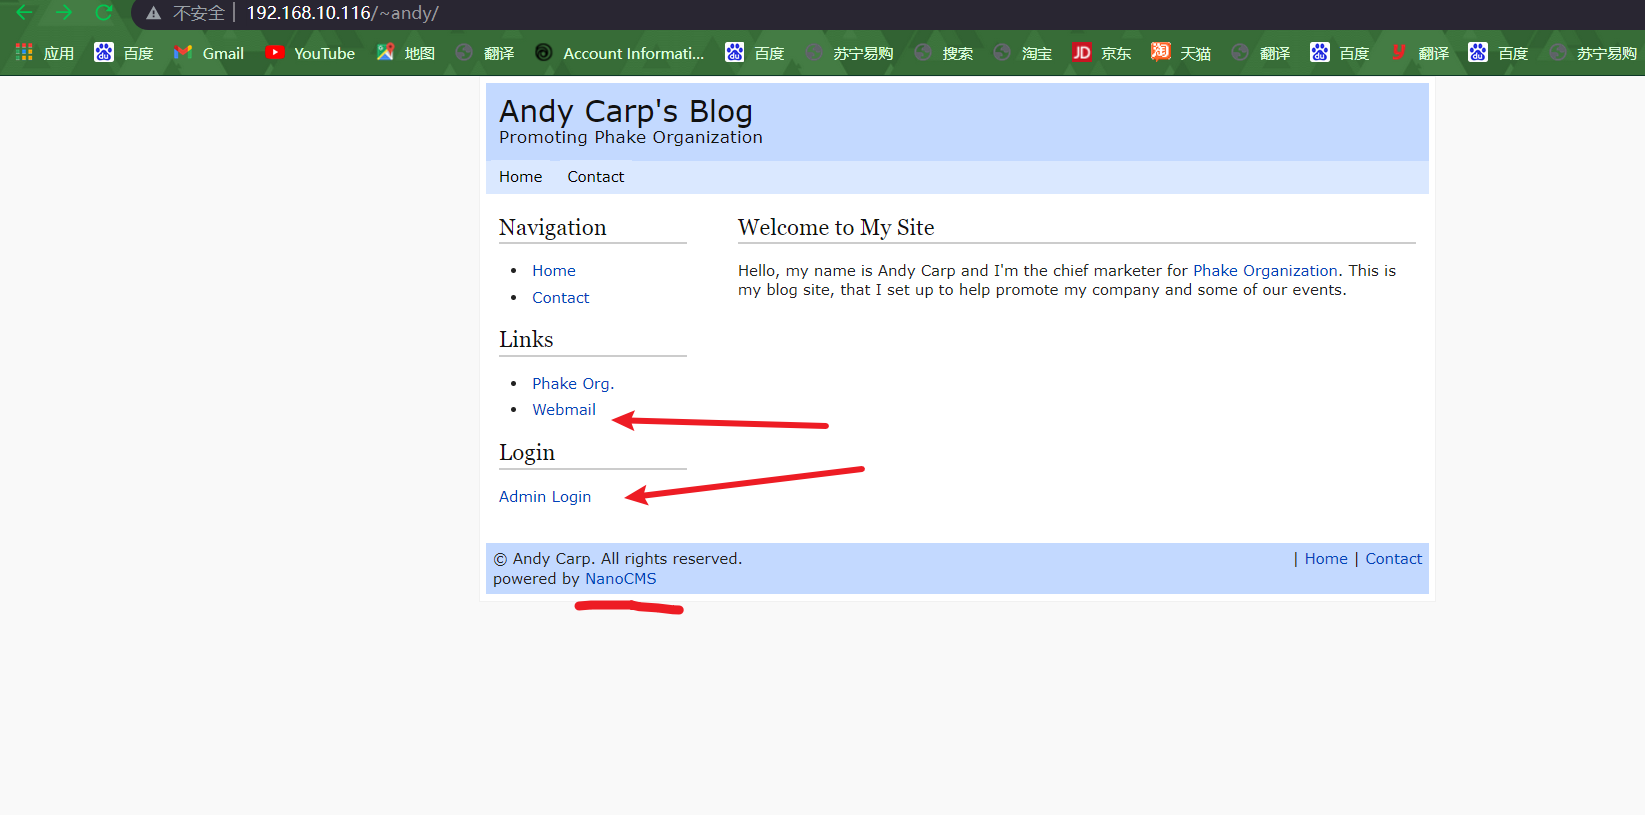 不安全 | 192.168.10.116/~andy/
应用 百度 Gmail YouTube 地图 翻译 Account Informati... 百度 苏宁易购 搜索 淘宝 JD 京东 淘 天猫 翻译 百度 翻译 百度 苏宁易购
Andy Carp's Blog
Promoting Phake Organization
Home Contact
Navigation
Home
Contact
Links
Phake Org.
Webmail
Login
Admin Login
Welcome to My Site
Hello, my name is Andy Carp and I'm the chief marketer for Phake Organization. This is
my blog site, that I set up to help promote my company and some of our events.
© Andy Carp. All rights reserved.
powered by NanoCMS
| Home | Contact